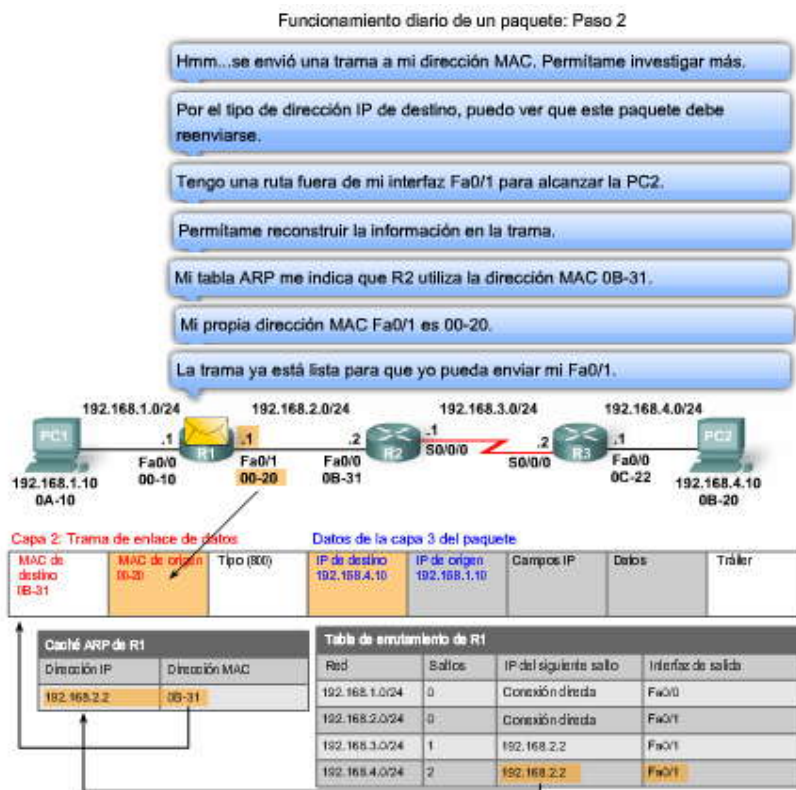 Funcionamiento diario de un paquete: Paso 2
Hmm...se envió una trama a mi dirección MAC. Permítame investigar más.
Por el tipo de dirección IP de destino, puedo ver que este paquete debe
reenviarse.
Tengo una ruta fuera de mi interfaz Fa0/1 para alcanzar la PC2.
Permítame reconstruir la información en la trama.
Mi tabla ARP me indica que R2 utiliza la dirección MAC 0B-31.
Mi propia dirección MAC Fa0/1 es 00-20.
La trama ya está lista para que yo pueda enviar mi Fa0/1.
192.168.1.0/24 192.168.2.0/24 192.168.3.0/24 192.168.4.0/24
PC1 .1 R1 .1 .2 R2 .1 .2 R3 .1 PC2
Fa0/0 Fa0/1 Fa0/0 S0/0/0 S0/0/0 Fa0/0
00-10 00-20 0B-31 0C-22
192.168.1.10 192.168.4.10
0A-10 0B-20
Capa 2: Trama de enlace de datos Datos de la capa 3 del paquete
MAC de MAC de origen Tipo (800) IP de destino IP de origen Campos IP Datos Tráiler
destino 00-20 192.168.4.10 192.168.1.10
0B-31
Caché ARP de R1
Dirección IP Dirección MAC
192.168.2.2 0B-31
Tabla de enrutamiento de R1
Red Saltos IP del siguiente salto Interfaz de salida
192.168.1.0/24 0 Conexión directa Fa0/0
192.168.2.0/24 0 Conexión directa Fa0/1
192.168.3.0/24 1 192.168.2.2 Fa0/1
192.168.4.0/24 2 192.168.2.2 Fa0/1